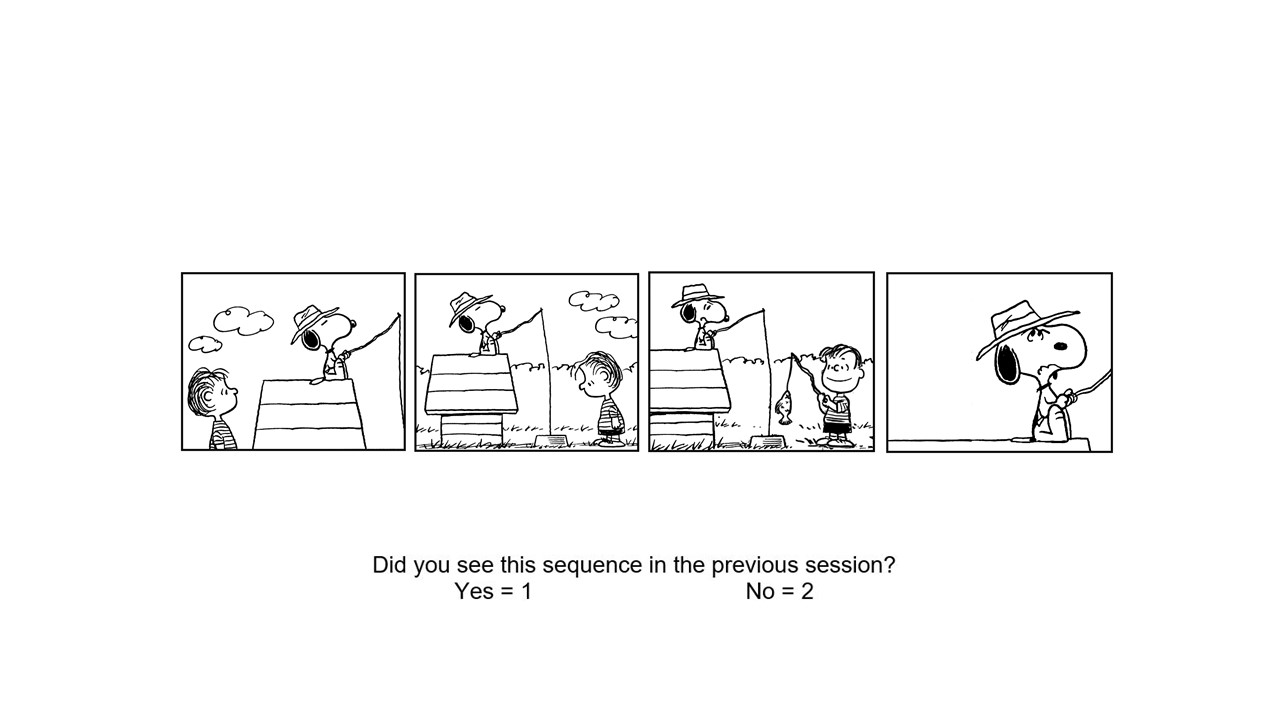 Did you see this sequence in the previous session?
Yes = 1 No = 2